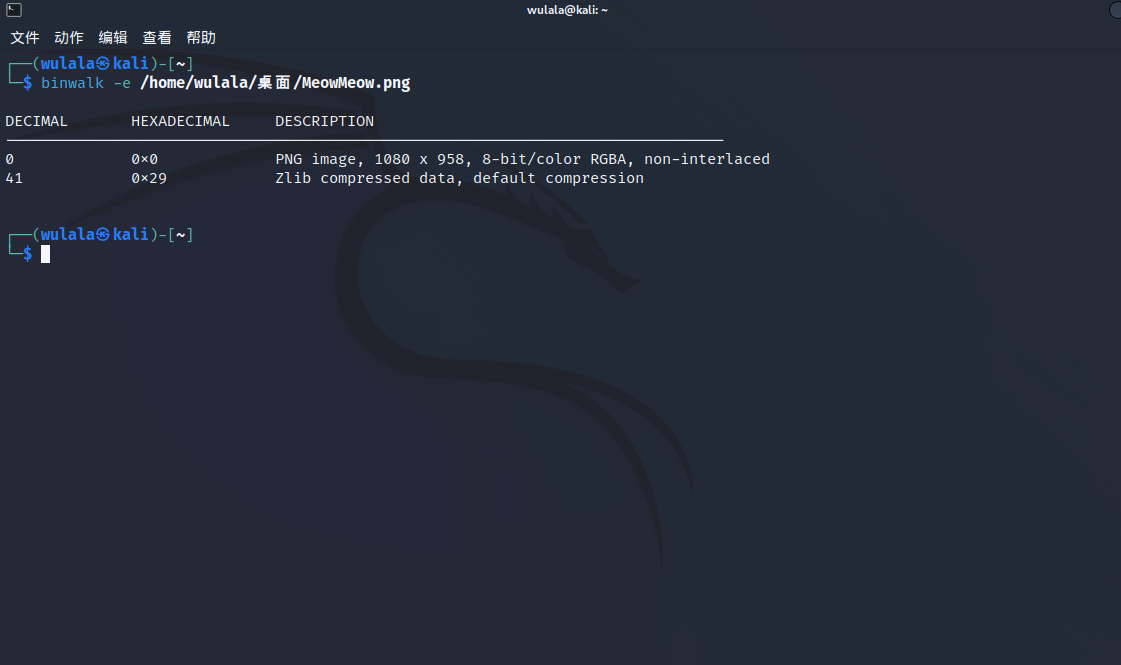 wulala@kali: ~
文件 动作 编辑 查看 帮助
┌──(wulala㉿kali)-[~]
└─$ binwalk -e /home/wulala/桌面/MeowMeow.png
DECIMAL HEXADECIMAL DESCRIPTION
--------------------------------------------------------------------------------
0 0x0 PNG image, 1080 x 958, 8-bit/color RGBA, non-interlaced
41 0x29 Zlib compressed data, default compression
┌──(wulala㉿kali)-[~]
└─$